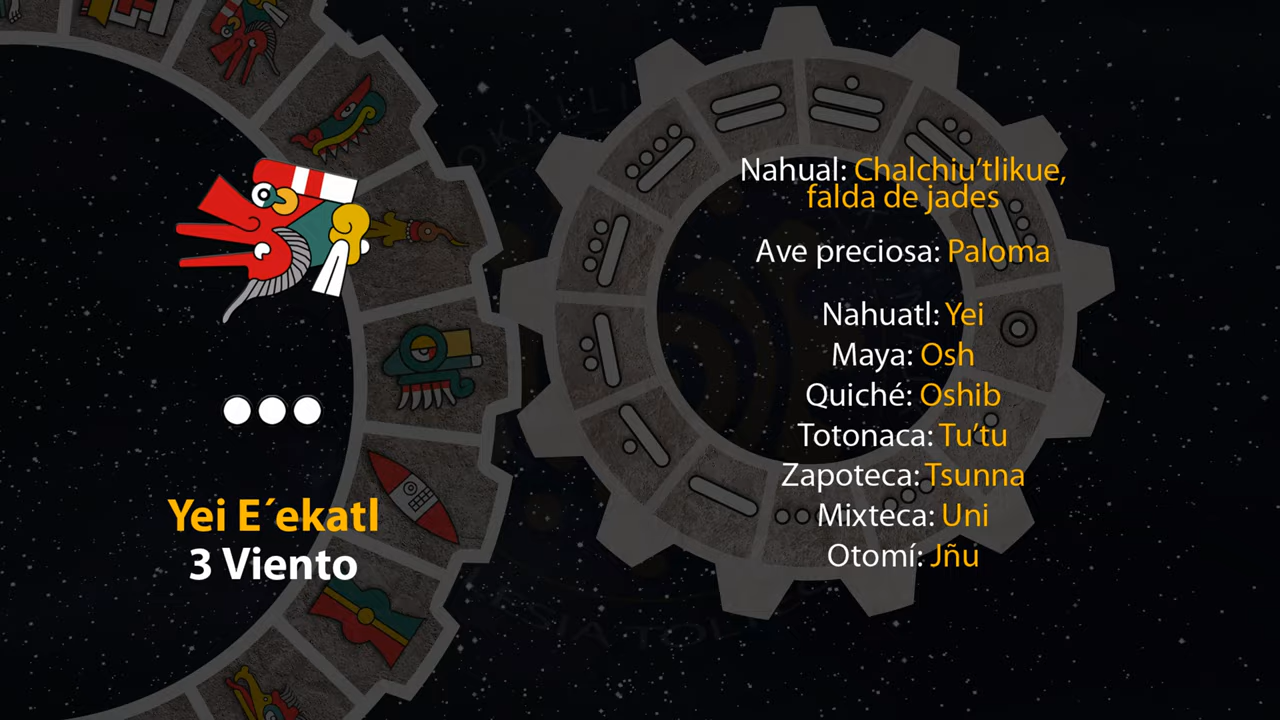 Yei E´ekatl
3 Viento
Nahual: Chalchiu’tlikue,
falda de jades
Ave preciosa: Paloma
Nahuatl: Yei
Maya: Osh
Quiché: Oshib
Totonaca: Tu’tu
Zapoteca: Tsunna
Mixteca: Uni
Otomí: Jñu